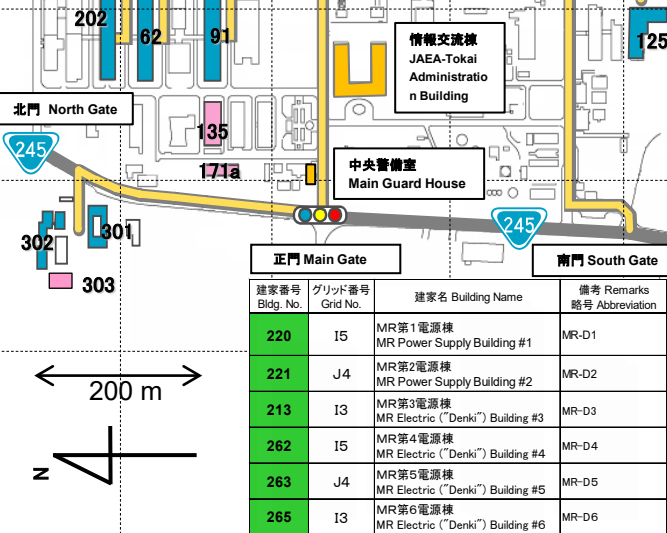 202
62
91
125
情報交流棟
JAEA-Tokai
Administratio
n Building
北門 North Gate
135
245
171a
中央警備室
Main Guard House
302
301
245
303
正門 Main Gate
南門 South Gate
建家番号 グリッド番号 建家名 Building Name 備考 Remarks
Bldg. No. Grid No. 略号 Abbreviation
220 I5 MR第1電源棟 MR-D1
MR Power Supply Building #1
221 J4 MR第2電源棟 MR-D2
MR Power Supply Building #2
213 I3 MR第3電源棟 MR-D3
MR Electric ("Denki") Building #3
262 I5 MR第4電源棟 MR-D4
MR Electric ("Denki") Building #4
263 J4 MR第5電源棟 MR-D5
MR Electric ("Denki") Building #5
265 I3 MR第6電源棟 MR-D6
MR Electric ("Denki") Building #6
200 m
N